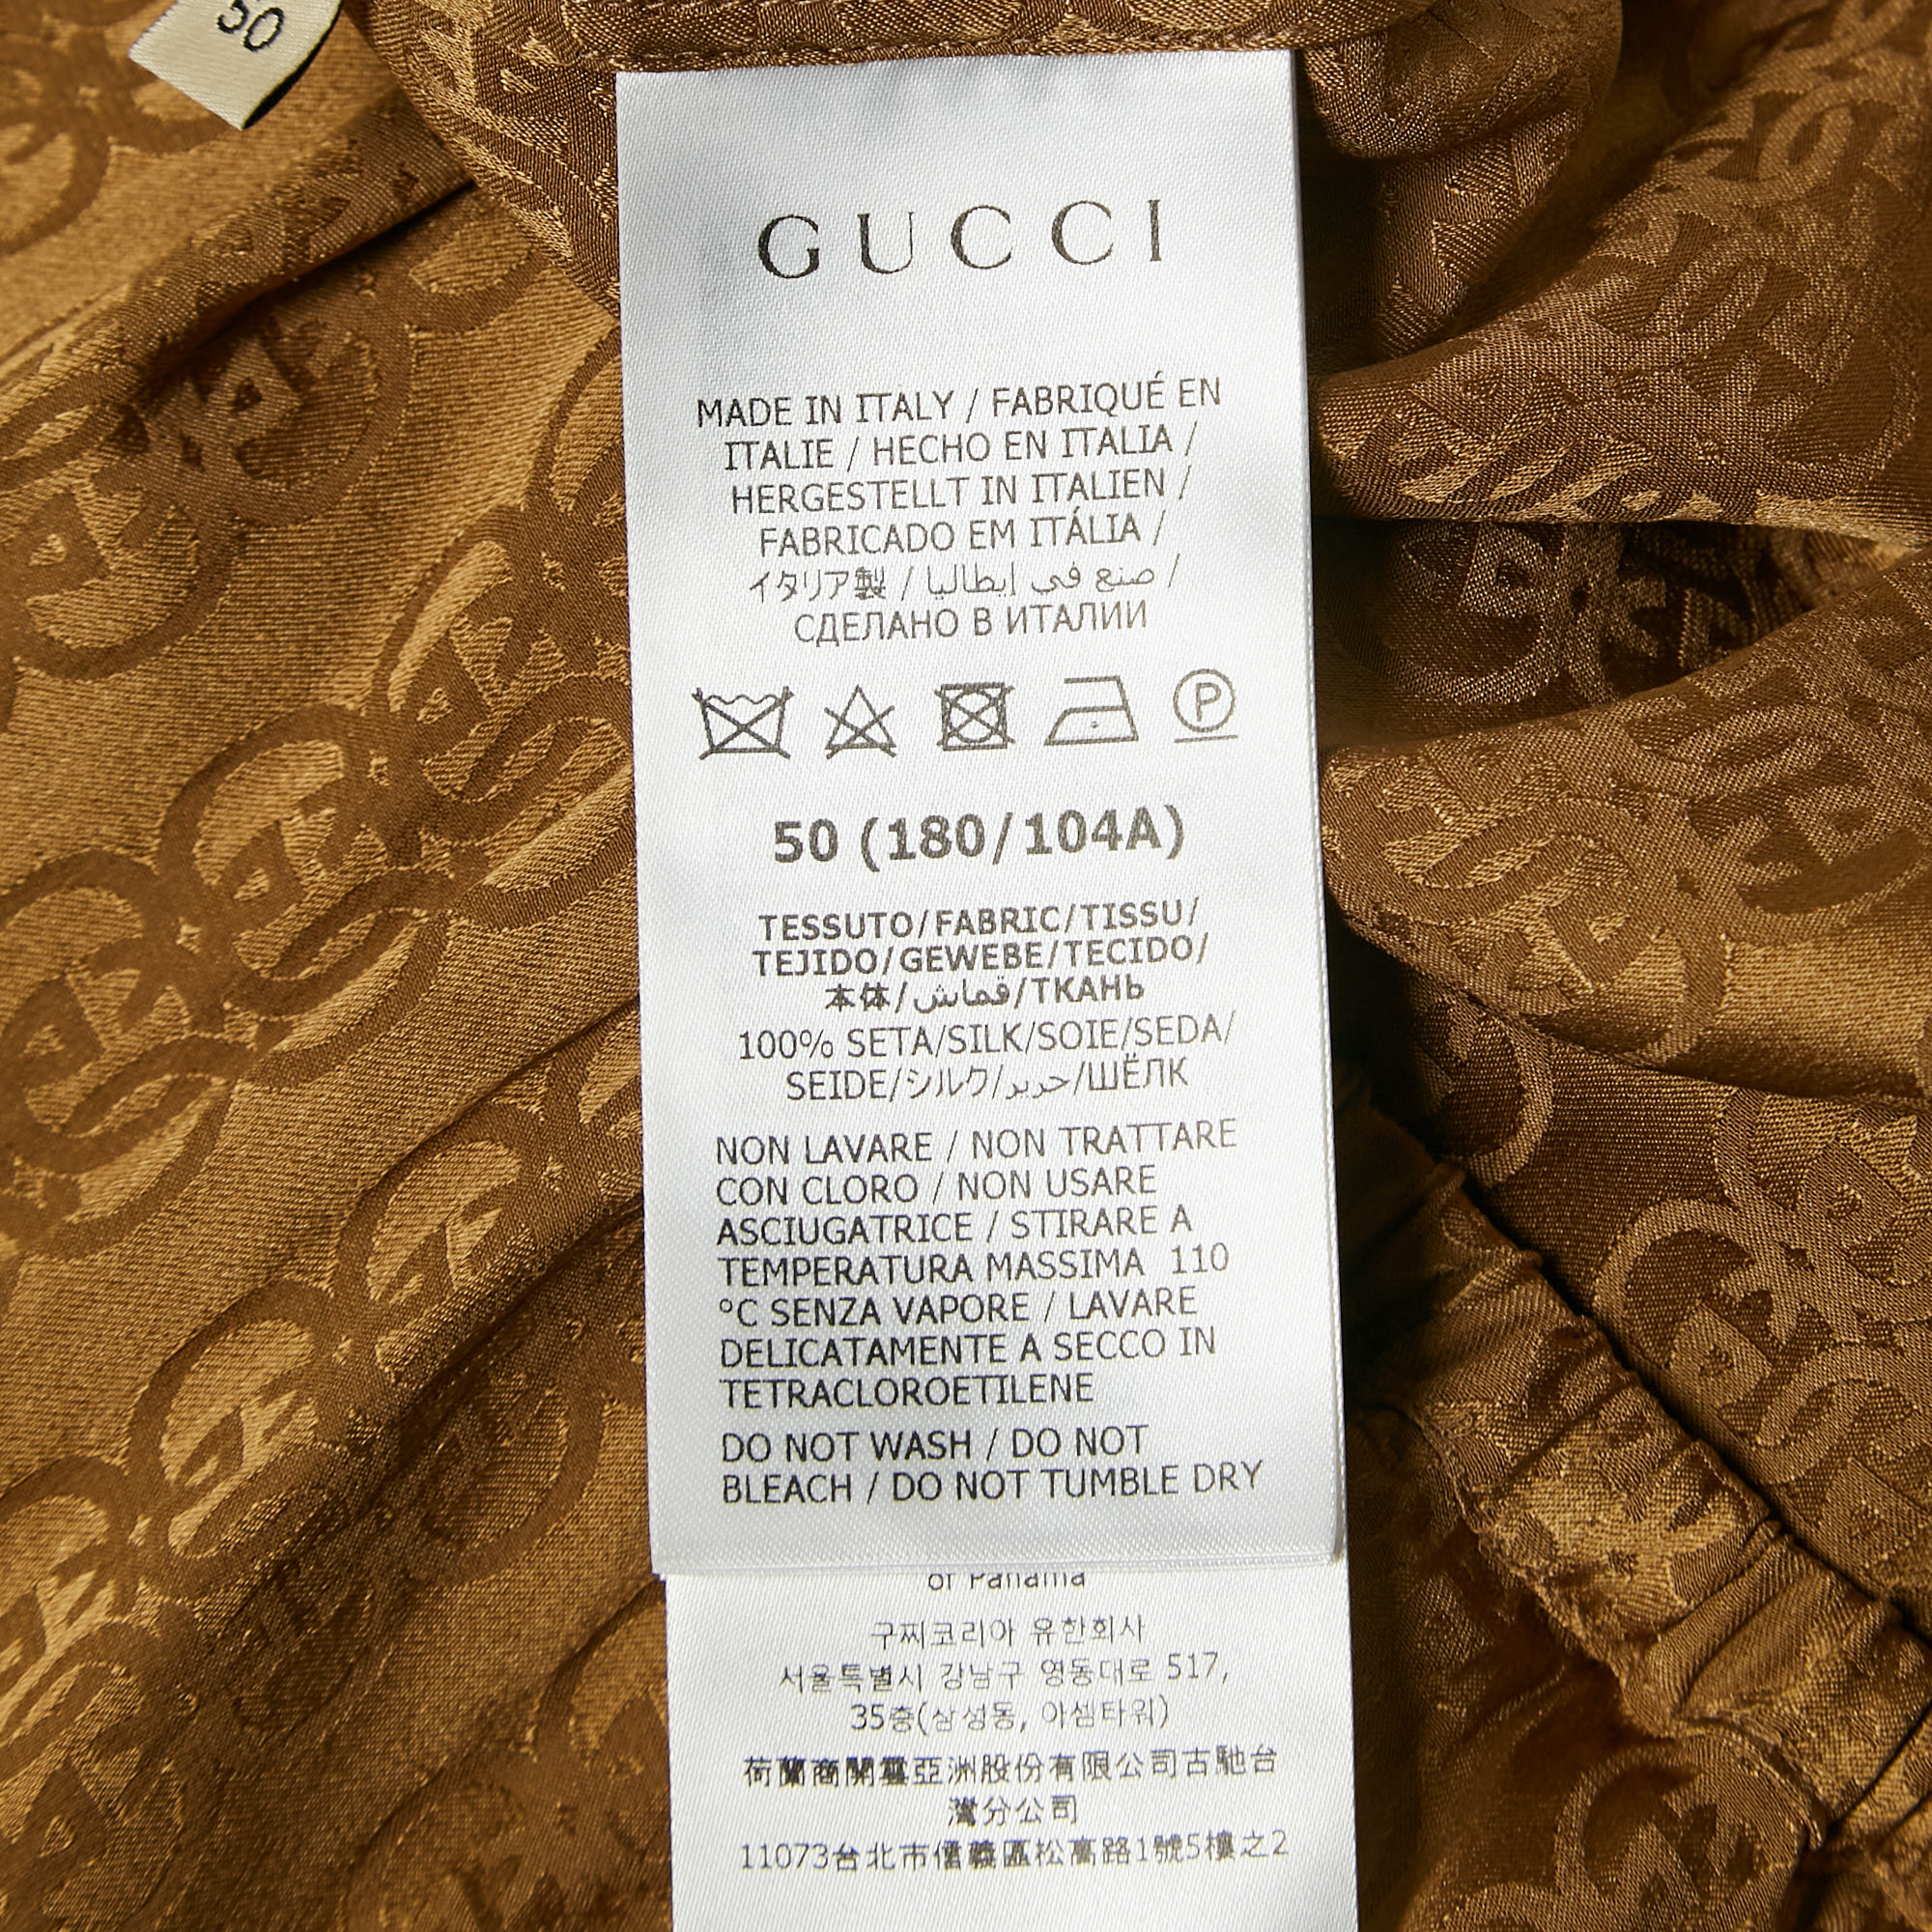 50
GUCCI
MADE IN ITALY / FABRIQUÉ EN
ITALIE / HECHO EN ITALIA /
HERGESTELLT IN ITALIEN /
FABRICADO EM ITÁLIA /
イタリア製 / صنع في إيطاليا /
СДЕЛАНО В ИТАЛИИ
P
50 (180/104A)
TESSUTO/FABRIC/TISSU/
TEJIDO/GEWEBE/TECIDO/
本体/قماش/ТКАНЬ
100% SETA/SILK/SOIE/SEDA/
SEIDE/シルク/حرير/ШЁЛК
NON LAVARE / NON TRATTARE
CON CLORO / NON USARE
ASCIUGATRICE / STIRARE A
TEMPERATURA MASSIMA 110
°C SENZA VAPORE / LAVARE
DELICATAMENTE A SECCO IN
TETRACLOROETILENE
DO NOT WASH / DO NOT
BLEACH / DO NOT TUMBLE DRY
of Panama
구찌코리아 유한회사
서울특별시 강남구 영동대로 517,
35층(삼성동, 아셈타워)
荷蘭商開雲亞洲股份有限公司古馳台
灣分公司
11073台北市信義區松高路1號5樓之2